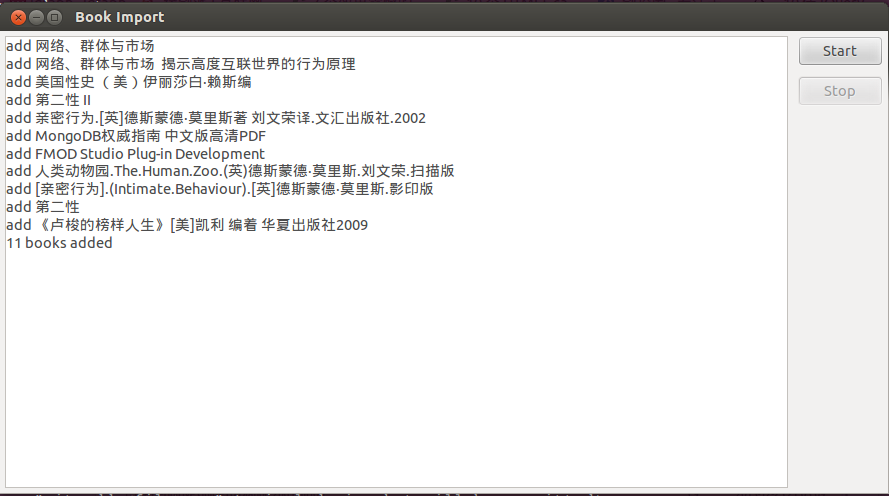 Book Import
add 网络、群体与市场
add 网络、群体与市场 揭示高度互联世界的行为原理
add 美国性史 （美）伊丽莎白·赖斯编
add 第二性 II
add 亲密行为.[英]德斯蒙德·莫里斯著 刘文荣译.文汇出版社.2002
add MongoDB权威指南 中文版高清PDF
add FMOD Studio Plug-in Development
add 人类动物园.The.Human.Zoo.(英)德斯蒙德·莫里斯.刘文荣.扫描版
add [亲密行为].(Intimate.Behaviour).[英]德斯蒙德·莫里斯.影印版
add 第二性
add 《卢梭的榜样人生》[美]凯利 编着 华夏出版社2009
11 books added
Start
Stop